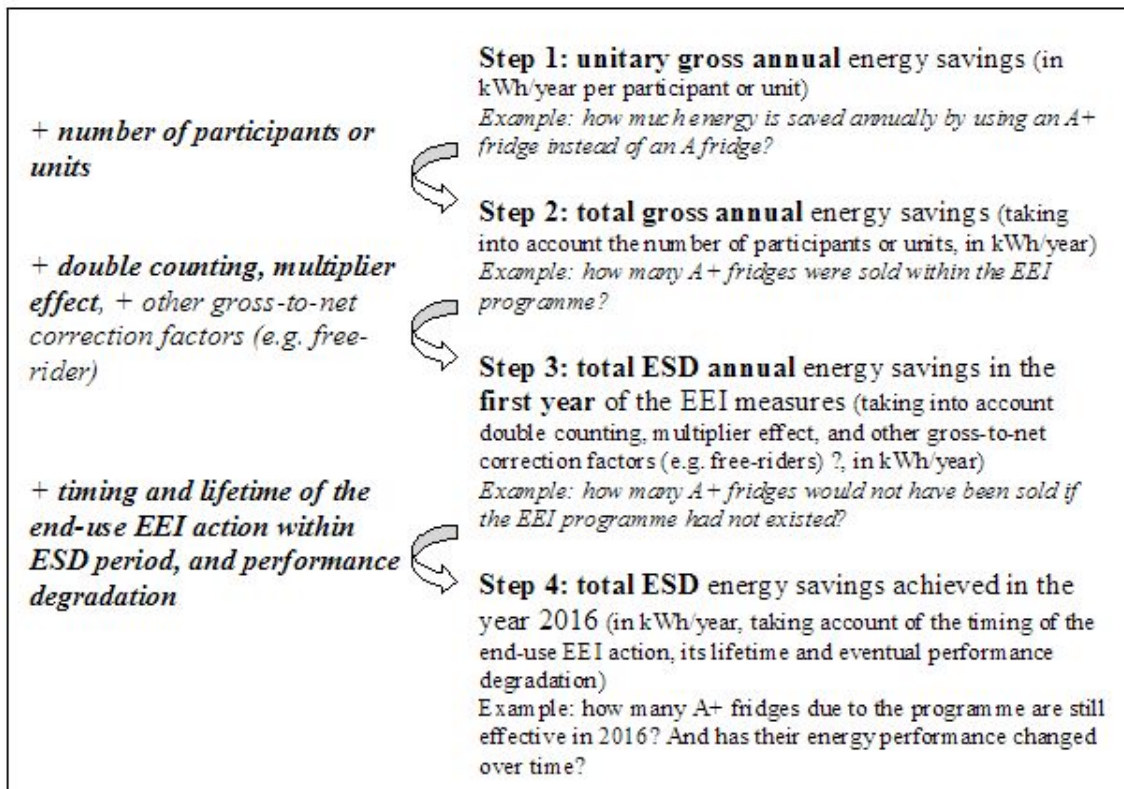 Step 1: unitary gross annual energy savings (in
kWh/year per participant or unit)
Example: how much energy is saved annually by using an A+
fridge instead of an A fridge?
+ number of participants or
units
Step 2: total gross annual energy savings (taking
into account the number of participants or units, in kWh/year)
Example: how many A+ fridges were sold within the EEI
programme?
+ double counting, multiplier
effect, + other gross-to-net
correction factors (e.g. free-
rider)
Step 3: total ESD annual energy savings in the
first year of the EEI measures (taking into account
double counting, multiplier effect, and other gross-to-net
correction factors (e.g. free-riders) ?, in kWh/year)
Example: how many A+ fridges would not have been sold if
the EEI programme had not existed?
+ timing and lifetime of the
end-use EEI action within
ESD period, and performance
degradation
Step 4: total ESD energy savings achieved in the
year 2016 (in kWh/year, taking account of the timing of the
end-use EEI action, its lifetime and eventual performance
degradation)
Example: how many A+ fridges due to the programme are still
effective in 2016? And has their energy performance changed
over time?